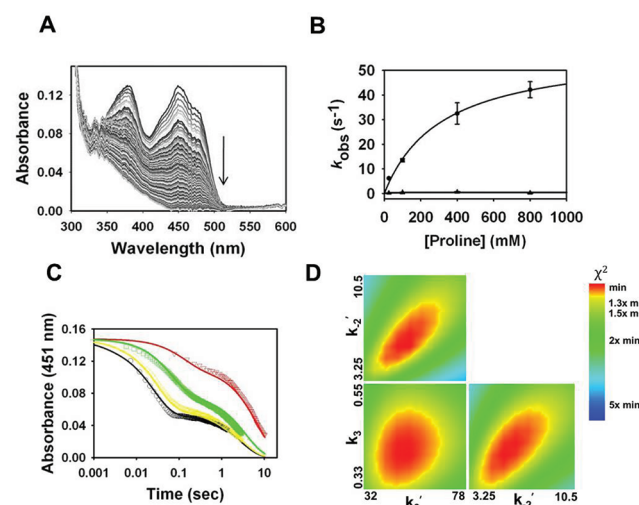 A
Absorbance
0.12
0.08
0.04
0.00
300 350 400 450 500 550 600
Wavelength (nm)
B
k_obs (s⁻¹)
50
40
30
20
10
0
0 200 400 600 800 1000
[Proline] (mM)
C
Absorbance (451 nm)
0.16
0.12
0.08
0.04
0.00
0.001 0.01 0.1 1 10
Time (sec)
D
k₋₂′
10.5
3.25
k₃
0.55
0.33
32 78
3.25 k₋₂′ 10.5
χ²
min
1.3x m
1.5x m
2x min
5x min